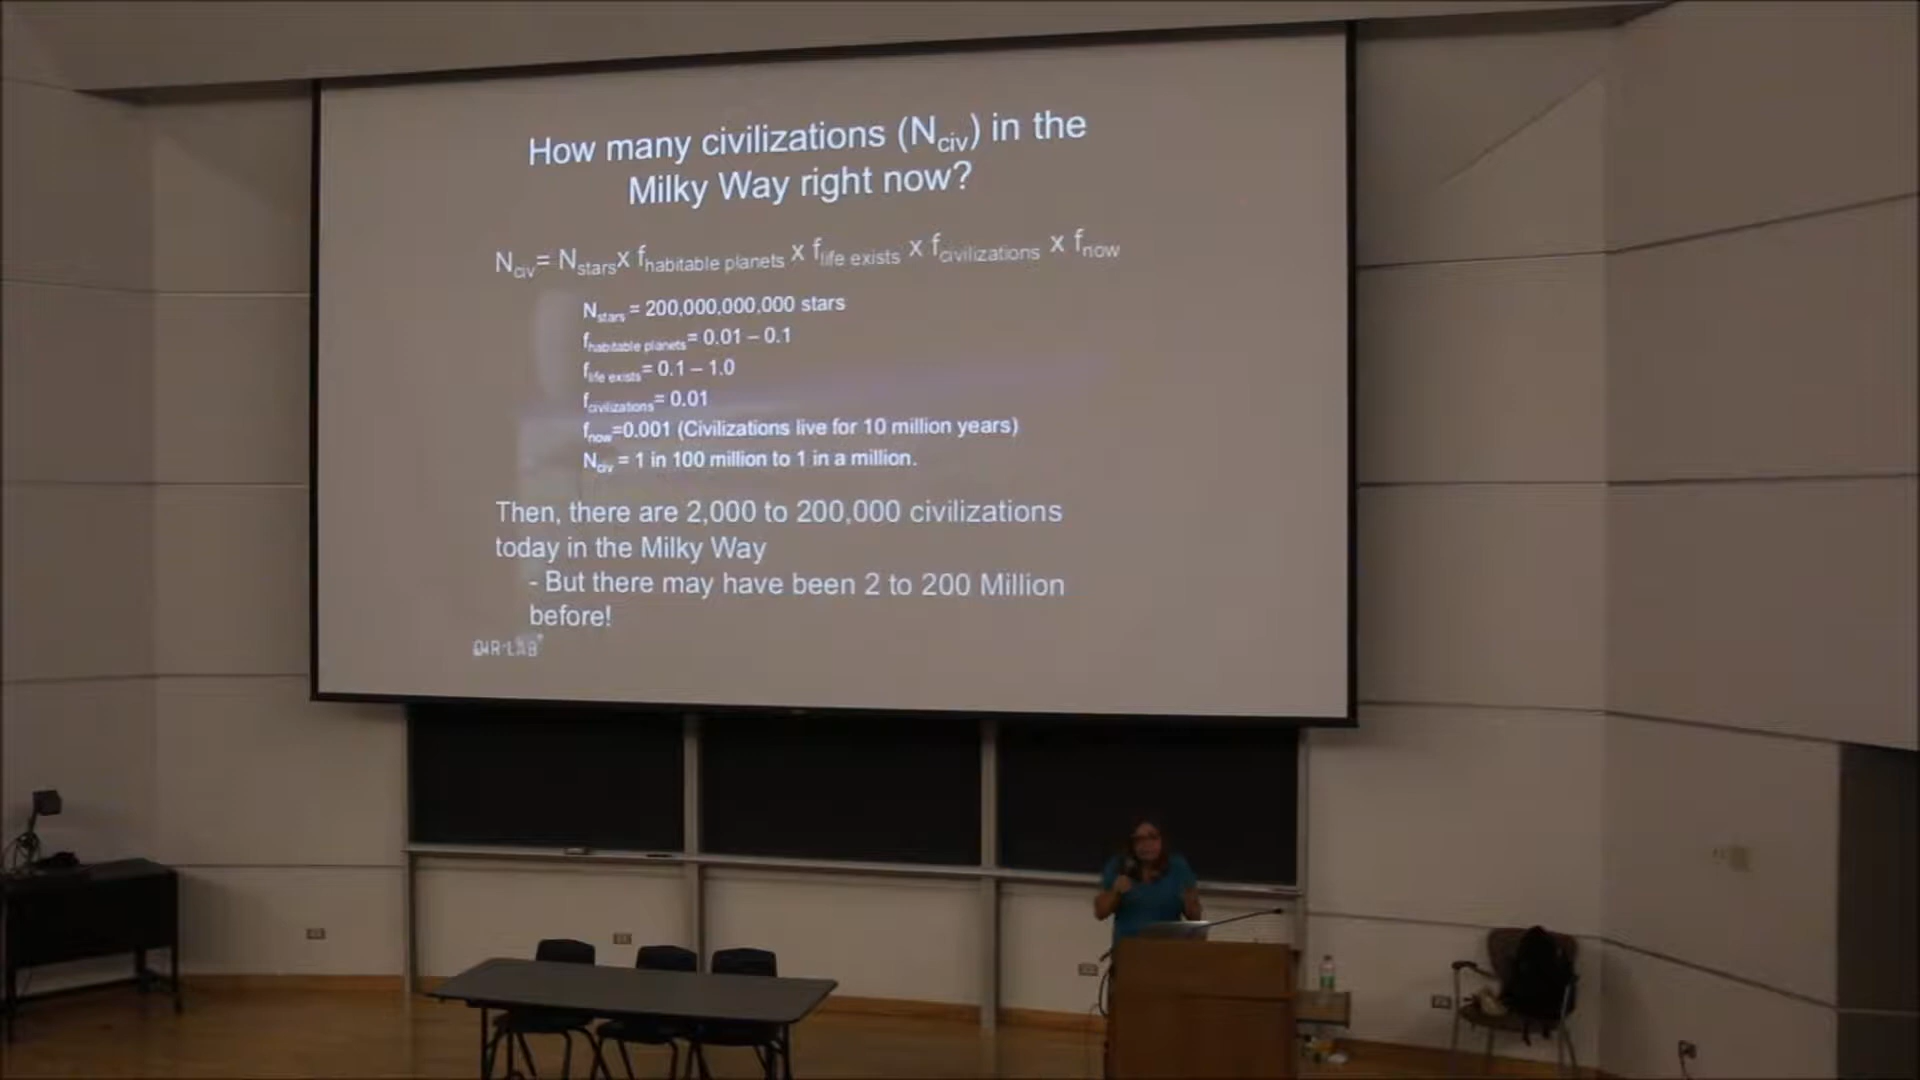 How many civilizations (Nciv) in the
Milky Way right now?
Nciv= Nstarsx fhabitable planets x flife exists x fcivilizations x fnow
Nstars = 200,000,000,000 stars
fhabitable planets= 0.01 – 0.1
flife exists= 0.1 – 1.0
fcivilizations= 0.01
fnow=0.001 (Civilizations live for 10 million years)
Nciv = 1 in 100 million to 1 in a million.
Then, there are 2,000 to 200,000 civilizations
today in the Milky Way
- But there may have been 2 to 200 Million
before!